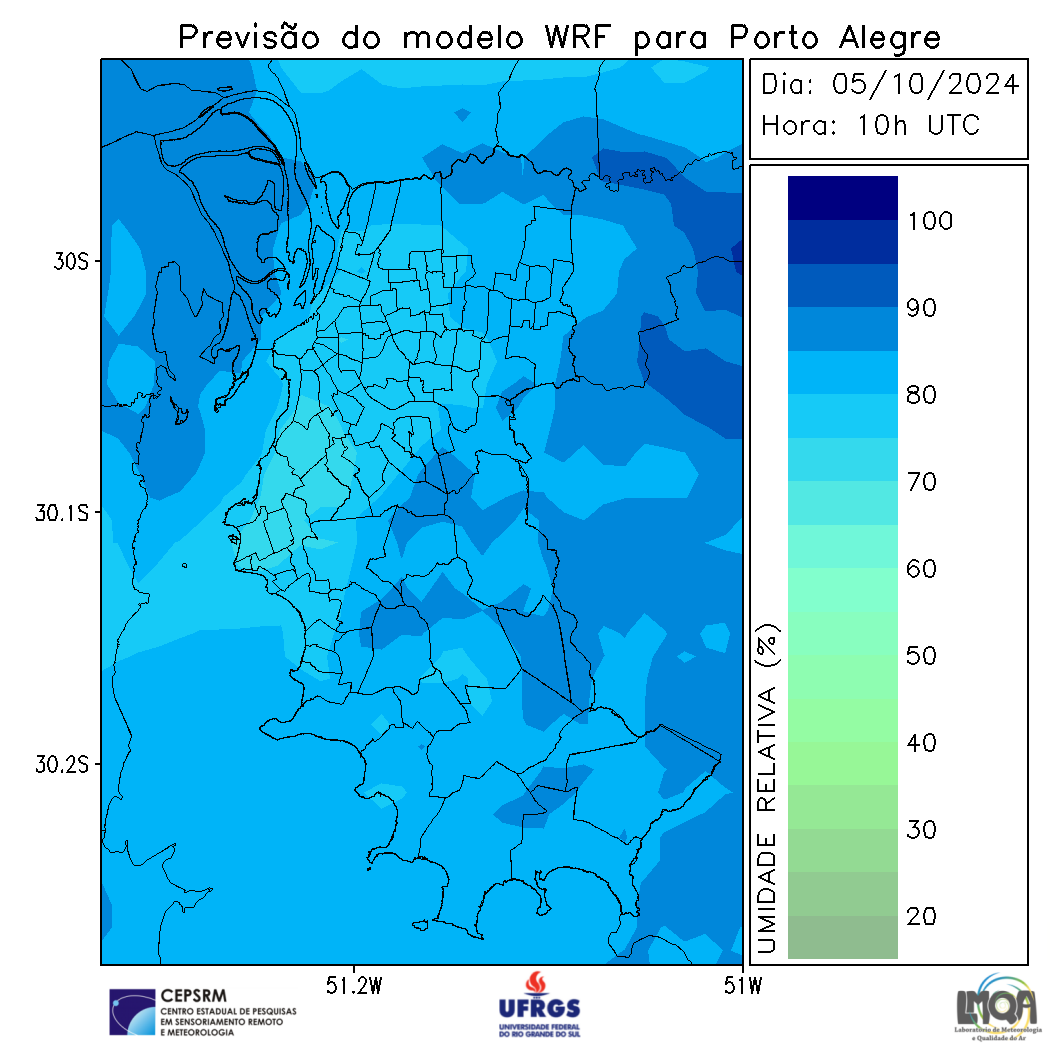 Previsão do modelo WRF para Porto Alegre
Dia: 05/10/2024
Hora: 10h UTC
30S
30.1S
30.2S
51.2W
51W
100
90
80
70
60
50
40
30
20
UMIDADE RELATIVA (%)
CEPSRM
CENTRO ESTADUAL DE PESQUISAS
EM SENSORIAMENTO REMOTO
E METEOROLOGIA
UFRGS
UNIVERSIDADE FEDERAL
DO RIO GRANDE DO SUL
LMQA
Laboratório de Meteorologia
e Qualidade do Ar